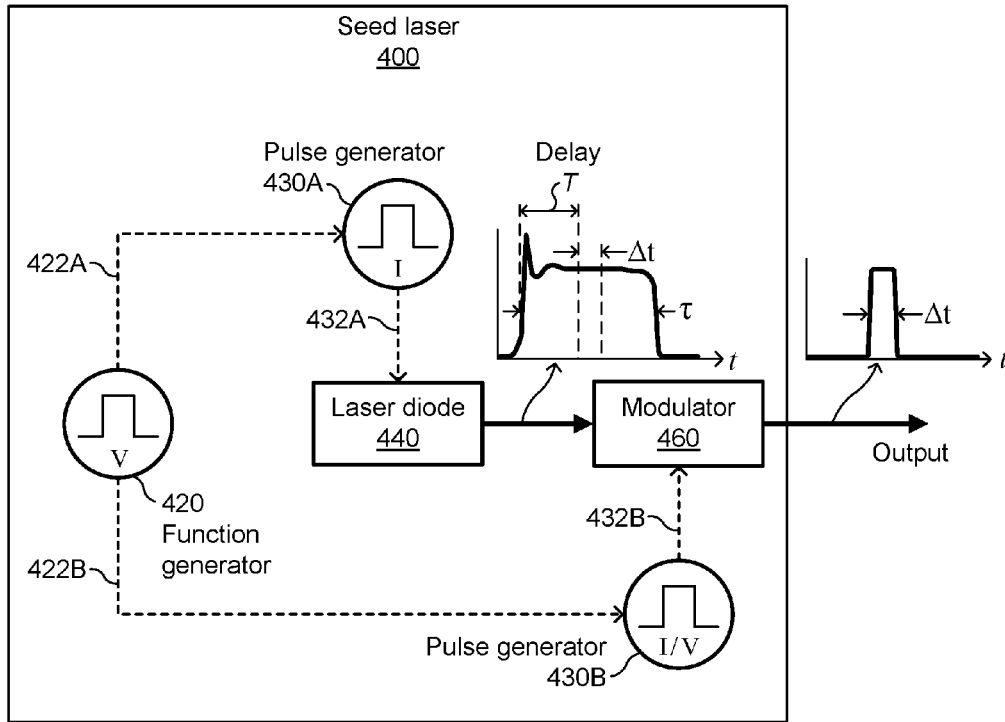 Seed laser
400
Pulse generator
430A
I
Delay
T
Δt
τ
t
Δt
t
422A
432A
V
420
Function
generator
Laser diode
440
Modulator
460
Output
432B
422B
I/V
Pulse generator
430B